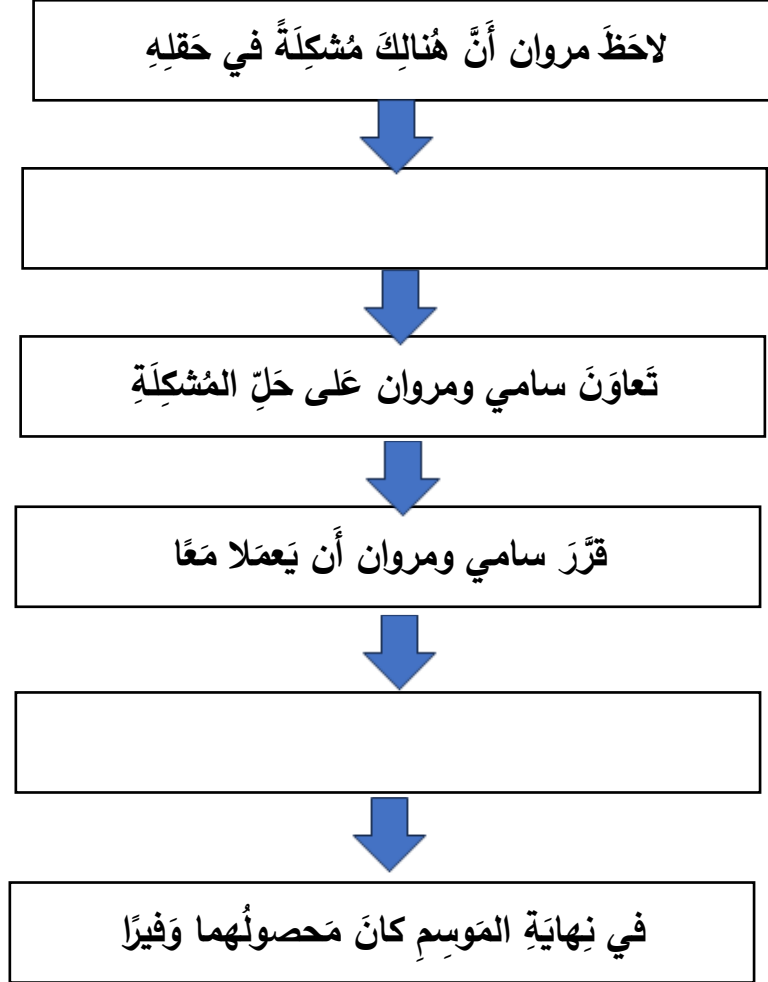 لاحَظَ مروان أَنَّ هُنالِكَ مُشكِلَةً في حَقلِهِ
تَعاوَنَ سامي ومروان عَلى حَلِّ المُشكِلَةِ
قرَّرَ سامي ومروان أَن يَعمَلا مَعًا
في نِهايَةِ المَوسِمِ كانَ مَحصولُهما وَفيرًا